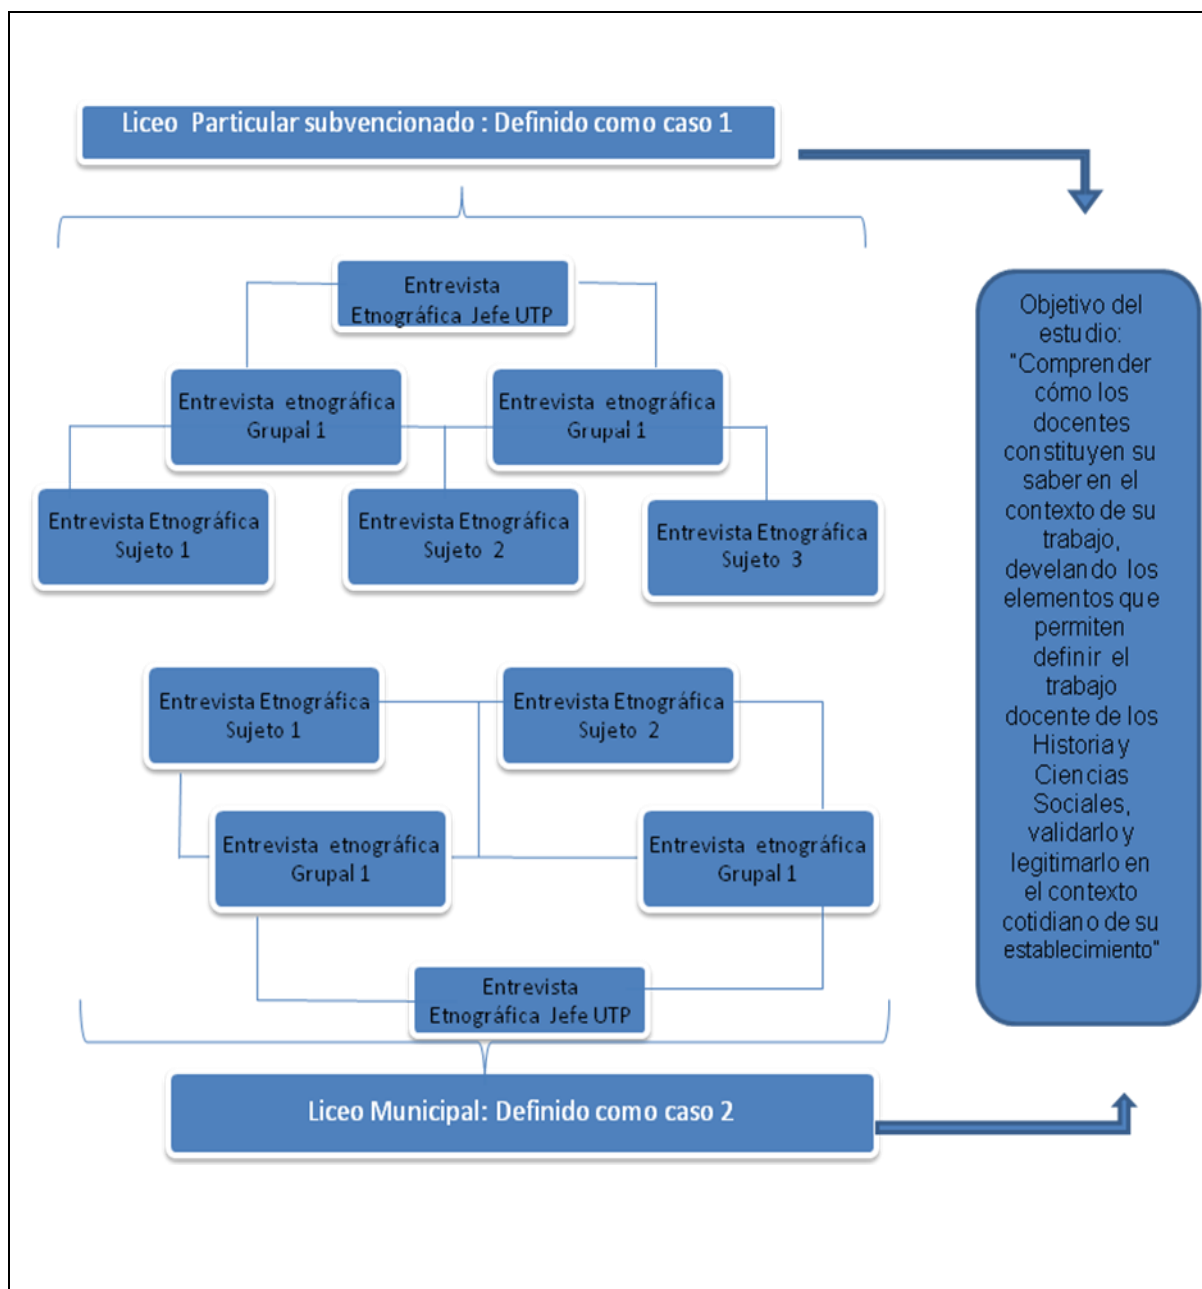 Liceo Particular subvencionado : Definido como caso 1
Entrevista
Etnográfica Jefe UTP
Entrevista etnográfica
Grupal 1
Entrevista etnográfica
Grupal 1
Entrevista Etnográfica
Sujeto 1
Entrevista Etnográfica
Sujeto 2
Entrevista Etnográfica
Sujeto 3
Entrevista Etnográfica
Sujeto 1
Entrevista Etnográfica
Sujeto 2
Entrevista etnográfica
Grupal 1
Entrevista etnográfica
Grupal 1
Entrevista
Etnográfica Jefe UTP
Liceo Municipal: Definido como caso 2
Objetivo del
estudio:
"Comprender
cómo los
docentes
constituyen su
saber en el
contexto de su
trabajo,
develando los
elementos que
permiten
definir el
trabajo
docente de los
Historia y
Ciencias
Sociales,
validarlo y
legitimarlo en
el contexto
cotidiano de su
establecimiento"